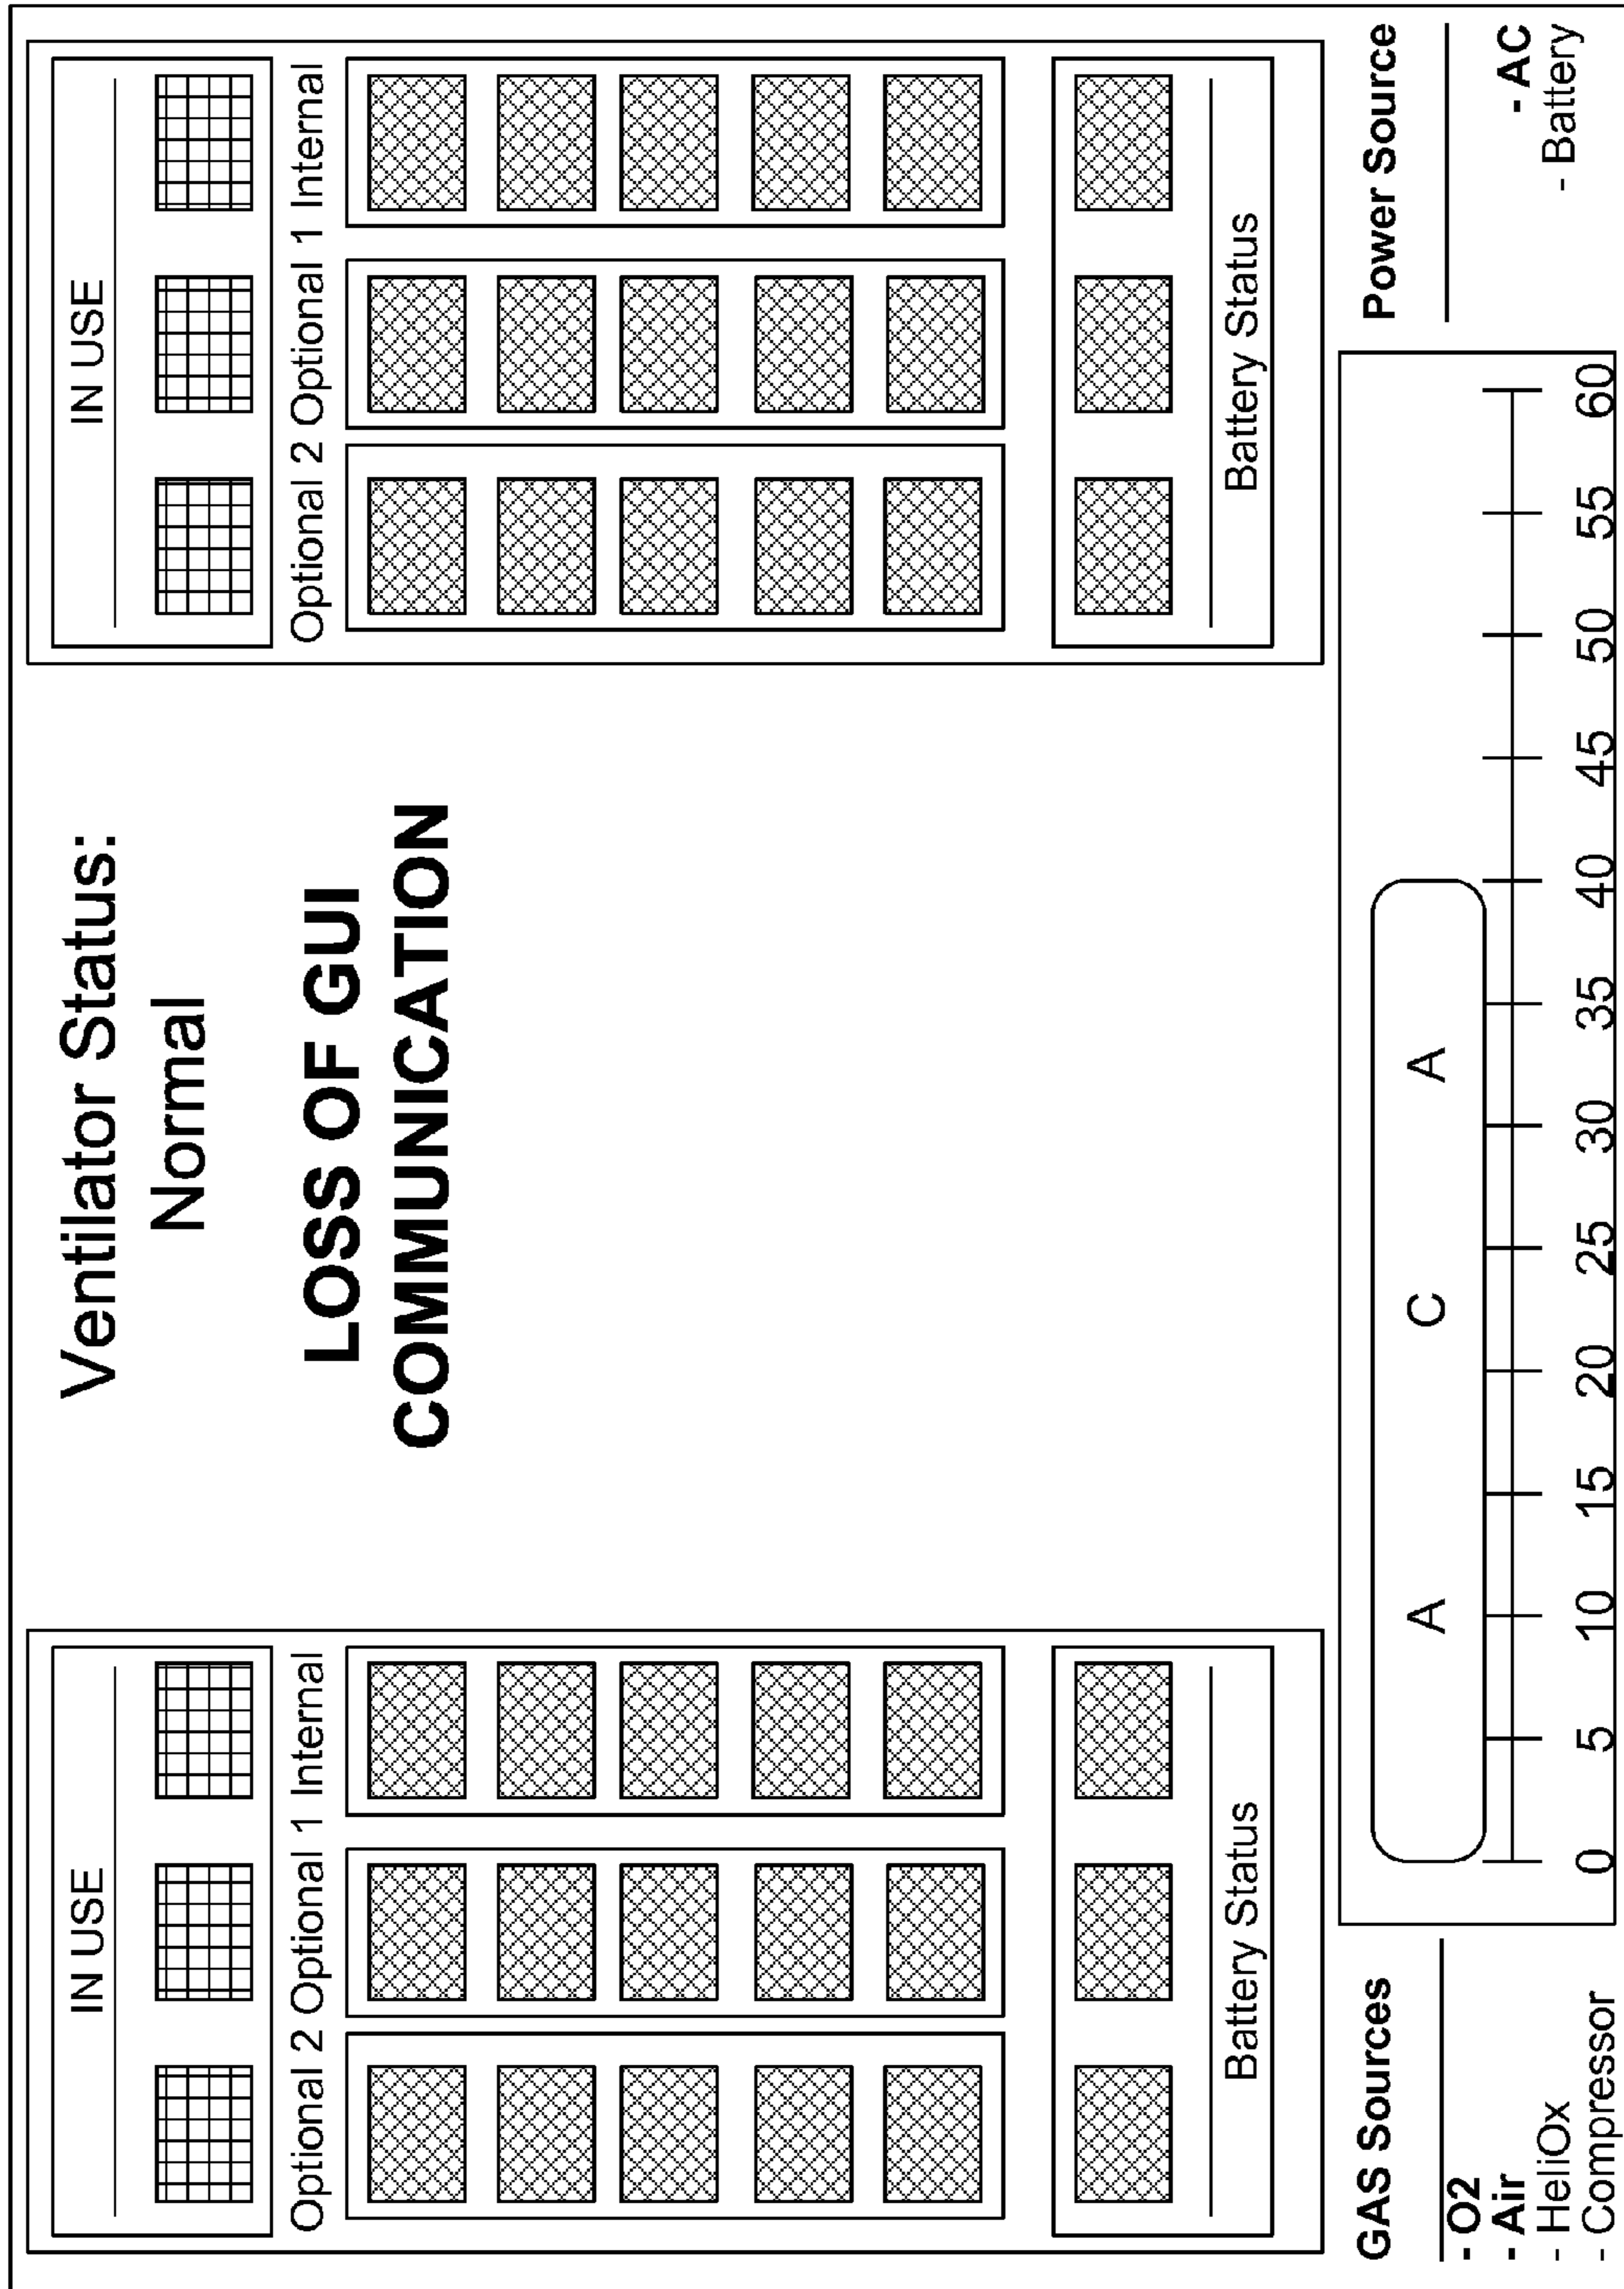 IN USE
Optional 2 Optional 1 Internal
Battery Status
Ventilator Status:
Normal
LOSS OF GUI
COMMUNICATION
IN USE
Optional 2 Optional 1 Internal
Battery Status
GAS Sources
- O2
- Air
- HeliOx
- Compressor
A C A
0 5 10 15 20 25 30 35 40 45 50 55 60
Power Source
- AC
- Battery